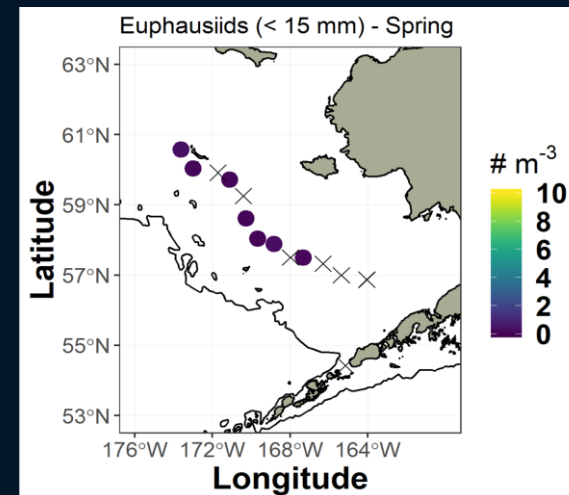 Euphausiids (< 15 mm) - Spring
63°N
61°N
59°N
57°N
55°N
53°N
Latitude
176°W 172°W 168°W 164°W
Longitude
# m-3
10
8
6
4
2
0